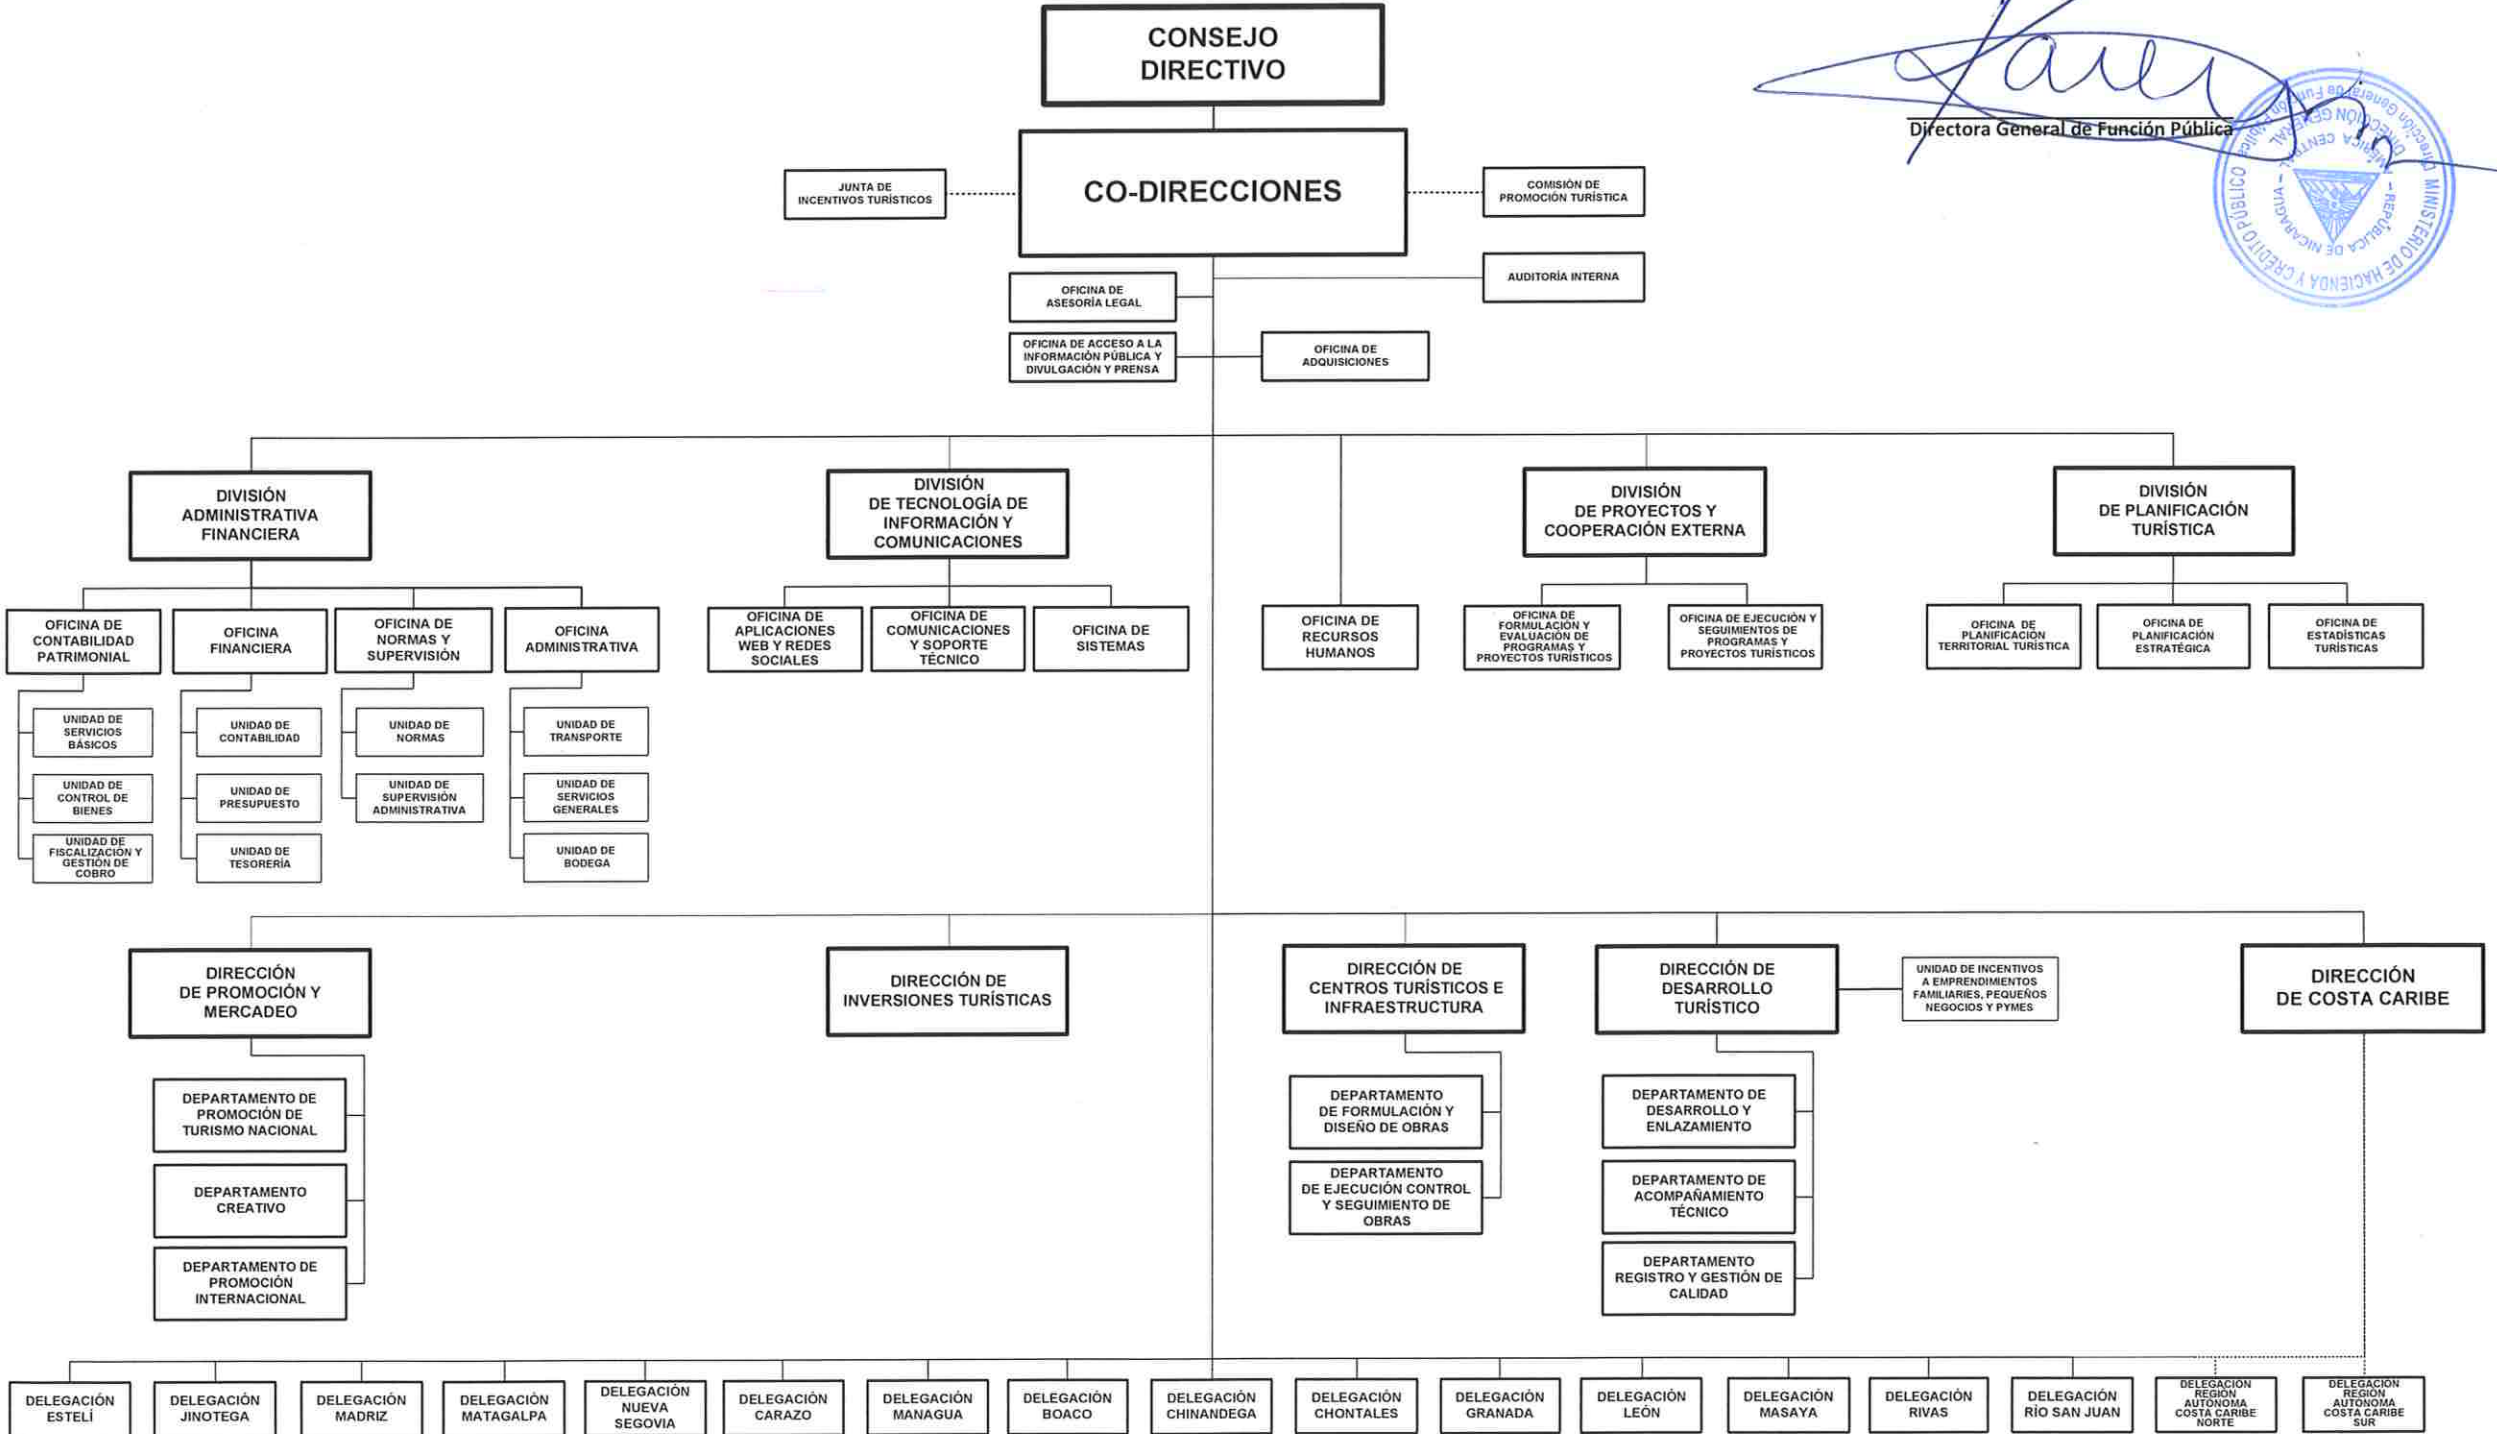 CONSEJO
DIRECTIVO
Directora General de Función Pública
MINISTERIO DE HACIENDA Y CRÉDITO PÚBLICO
Dirección General de Función Pública
DIRECCIÓN GENERAL
REPÚBLICA DE NICARAGUA - AMÉRICA CENTRAL
CO-DIRECCIONES
JUNTA DE
INCENTIVOS TURÍSTICOS
COMISIÓN DE
PROMOCIÓN TURÍSTICA
AUDITORÍA INTERNA
OFICINA DE
ASESORÍA LEGAL
OFICINA DE ACCESO A LA
INFORMACIÓN PÚBLICA Y
DIVULGACIÓN Y PRENSA
OFICINA DE
ADQUISICIONES
DIVISIÓN
ADMINISTRATIVA
FINANCIERA
DIVISIÓN
DE TECNOLOGÍA DE
INFORMACIÓN Y
COMUNICACIONES
DIVISIÓN
DE PROYECTOS Y
COOPERACIÓN EXTERNA
DIVISIÓN
DE PLANIFICACIÓN
TURÍSTICA
OFICINA DE
CONTABILIDAD
PATRIMONIAL
OFICINA
FINANCIERA
OFICINA DE
NORMAS Y
SUPERVISIÓN
OFICINA
ADMINISTRATIVA
OFICINA DE
APLICACIONES
WEB Y REDES
SOCIALES
OFICINA DE
COMUNICACIONES
Y SOPORTE
TÉCNICO
OFICINA DE
SISTEMAS
OFICINA DE
RECURSOS
HUMANOS
OFICINA DE
FORMULACIÓN Y
EVALUACIÓN DE
PROGRAMAS Y
PROYECTOS TURÍSTICOS
OFICINA DE EJECUCIÓN Y
SEGUIMIENTOS DE
PROGRAMAS Y
PROYECTOS TURÍSTICOS
OFICINA DE
PLANIFICACIÓN
TERRITORIAL TURÍSTICA
OFICINA DE
PLANIFICACIÓN
ESTRATÉGICA
OFICINA DE
ESTADÍSTICAS
TURÍSTICAS
UNIDAD DE
SERVICIOS
BÁSICOS
UNIDAD DE
CONTABILIDAD
UNIDAD DE
NORMAS
UNIDAD DE
TRANSPORTE
UNIDAD DE
CONTROL DE
BIENES
UNIDAD DE
PRESUPUESTO
UNIDAD DE
SUPERVISIÓN
ADMINISTRATIVA
UNIDAD DE
SERVICIOS
GENERALES
UNIDAD DE
FISCALIZACIÓN Y
GESTIÓN DE
COBRO
UNIDAD DE
TESORERÍA
UNIDAD DE
BODEGA
DIRECCIÓN
DE PROMOCIÓN Y
MERCADEO
DIRECCIÓN DE
INVERSIONES TURÍSTICAS
DIRECCIÓN DE
CENTROS TURÍSTICOS E
INFRAESTRUCTURA
DIRECCIÓN DE
DESARROLLO
TURÍSTICO
UNIDAD DE INCENTIVOS
A EMPRENDIMIENTOS
FAMILIARIES, PEQUEÑOS
NEGOCIOS Y PYMES
DIRECCIÓN
DE COSTA CARIBE
DEPARTAMENTO DE
PROMOCIÓN DE
TURISMO NACIONAL
DEPARTAMENTO
CREATIVO
DEPARTAMENTO DE
PROMOCIÓN
INTERNACIONAL
DEPARTAMENTO
DE FORMULACIÓN Y
DISEÑO DE OBRAS
DEPARTAMENTO
DE EJECUCIÓN CONTROL
Y SEGUIMIENTO DE
OBRAS
DEPARTAMENTO DE
DESARROLLO Y
ENLAZAMIENTO
DEPARTAMENTO DE
ACOMPAÑAMIENTO
TÉCNICO
DEPARTAMENTO
REGISTRO Y GESTIÓN DE
CALIDAD
DELEGACIÓN
ESTELÍ
DELEGACIÓN
JINOTEGA
DELEGACIÓN
MADRIZ
DELEGACIÓN
MATAGALPA
DELEGACIÓN
NUEVA
SEGOVIA
DELEGACIÓN
CARAZO
DELEGACIÓN
MANAGUA
DELEGACIÓN
BOACO
DELEGACIÓN
CHINANDEGA
DELEGACIÓN
CHONTALES
DELEGACIÓN
GRANADA
DELEGACIÓN
LEÓN
DELEGACIÓN
MASAYA
DELEGACIÓN
RIVAS
DELEGACIÓN
RÍO SAN JUAN
DELEGACIÓN
REGIÓN
AUTÓNOMA
COSTA CARIBE
NORTE
DELEGACIÓN
REGIÓN
AUTÓNOMA
COSTA CARIBE
SUR